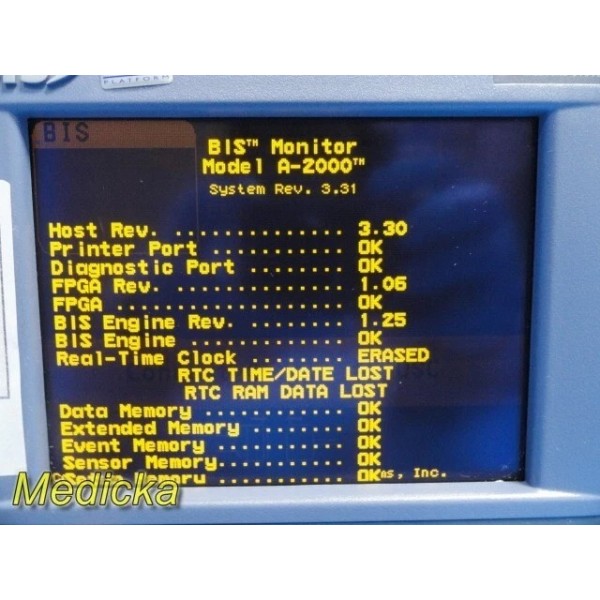 PLATFORM
BIS
BIS™ Monitor
Model A-2000™
System Rev. 3.31
Host Rev. ............... 3.30
Printer Port ............ OK
Diagnostic Port ........ OK
FPGA Rev. ............... 1.06
FPGA .................... OK
BIS Engine Rev. ........ 1.25
BIS Engine .............. OK
Real-Time Clock ........ ERASED
RTC TIME/DATE LOST
RTC RAM DATA LOST
Data Memory ............. OK
Extended Memory ........ OK
Event Memory............. OK
Sensor Memory............ OK
Memory ............ OK
, Inc.
Medicka